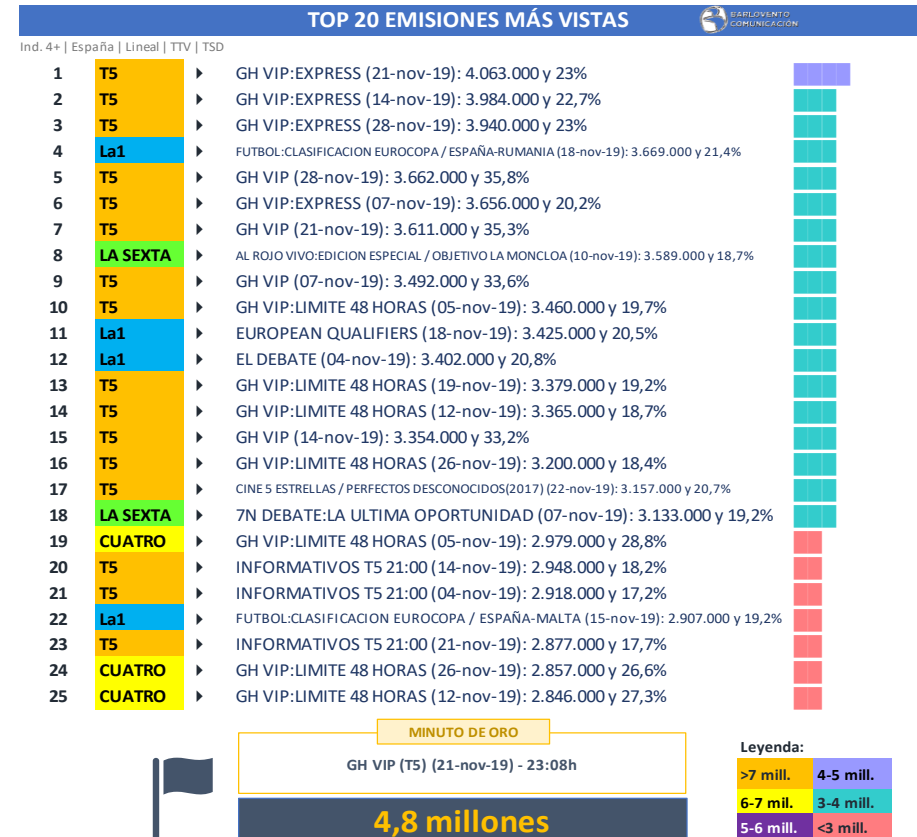 TOP 20 EMISIONES MÁS VISTAS
BARLOVENTO
COMUNICACIÓN
Ind. 4+ | España | Lineal | TTV | TSD
1 T5 GH VIP:EXPRESS (21-nov-19): 4.063.000 y 23%
2 T5 GH VIP:EXPRESS (14-nov-19): 3.984.000 y 22,7%
3 T5 GH VIP:EXPRESS (28-nov-19): 3.940.000 y 23%
4 La1 FUTBOL:CLASIFICACION EUROCOPA / ESPAÑA-RUMANIA (18-nov-19): 3.669.000 y 21,4%
5 T5 GH VIP (28-nov-19): 3.662.000 y 35,8%
6 T5 GH VIP:EXPRESS (07-nov-19): 3.656.000 y 20,2%
7 T5 GH VIP (21-nov-19): 3.611.000 y 35,3%
8 LA SEXTA AL ROJO VIVO:EDICION ESPECIAL / OBJETIVO LA MONCLOA (10-nov-19): 3.589.000 y 18,7%
9 T5 GH VIP (07-nov-19): 3.492.000 y 33,6%
10 T5 GH VIP:LIMITE 48 HORAS (05-nov-19): 3.460.000 y 19,7%
11 La1 EUROPEAN QUALIFIERS (18-nov-19): 3.425.000 y 20,5%
12 La1 EL DEBATE (04-nov-19): 3.402.000 y 20,8%
13 T5 GH VIP:LIMITE 48 HORAS (19-nov-19): 3.379.000 y 19,2%
14 T5 GH VIP:LIMITE 48 HORAS (12-nov-19): 3.365.000 y 18,7%
15 T5 GH VIP (14-nov-19): 3.354.000 y 33,2%
16 T5 GH VIP:LIMITE 48 HORAS (26-nov-19): 3.200.000 y 18,4%
17 T5 CINE 5 ESTRELLAS / PERFECTOS DESCONOCIDOS(2017) (22-nov-19): 3.157.000 y 20,7%
18 LA SEXTA 7N DEBATE:LA ULTIMA OPORTUNIDAD (07-nov-19): 3.133.000 y 19,2%
19 CUATRO GH VIP:LIMITE 48 HORAS (05-nov-19): 2.979.000 y 28,8%
20 T5 INFORMATIVOS T5 21:00 (14-nov-19): 2.948.000 y 18,2%
21 T5 INFORMATIVOS T5 21:00 (04-nov-19): 2.918.000 y 17,2%
22 La1 FUTBOL:CLASIFICACION EUROCOPA / ESPAÑA-MALTA (15-nov-19): 2.907.000 y 19,2%
23 T5 INFORMATIVOS T5 21:00 (21-nov-19): 2.877.000 y 17,7%
24 CUATRO GH VIP:LIMITE 48 HORAS (26-nov-19): 2.857.000 y 26,6%
25 CUATRO GH VIP:LIMITE 48 HORAS (12-nov-19): 2.846.000 y 27,3%
MINUTO DE ORO
GH VIP (T5) (21-nov-19) - 23:08h
4,8 millones
Leyenda:
>7 mill. 4-5 mill.
6-7 mil. 3-4 mill.
5-6 mill. <3 mill.